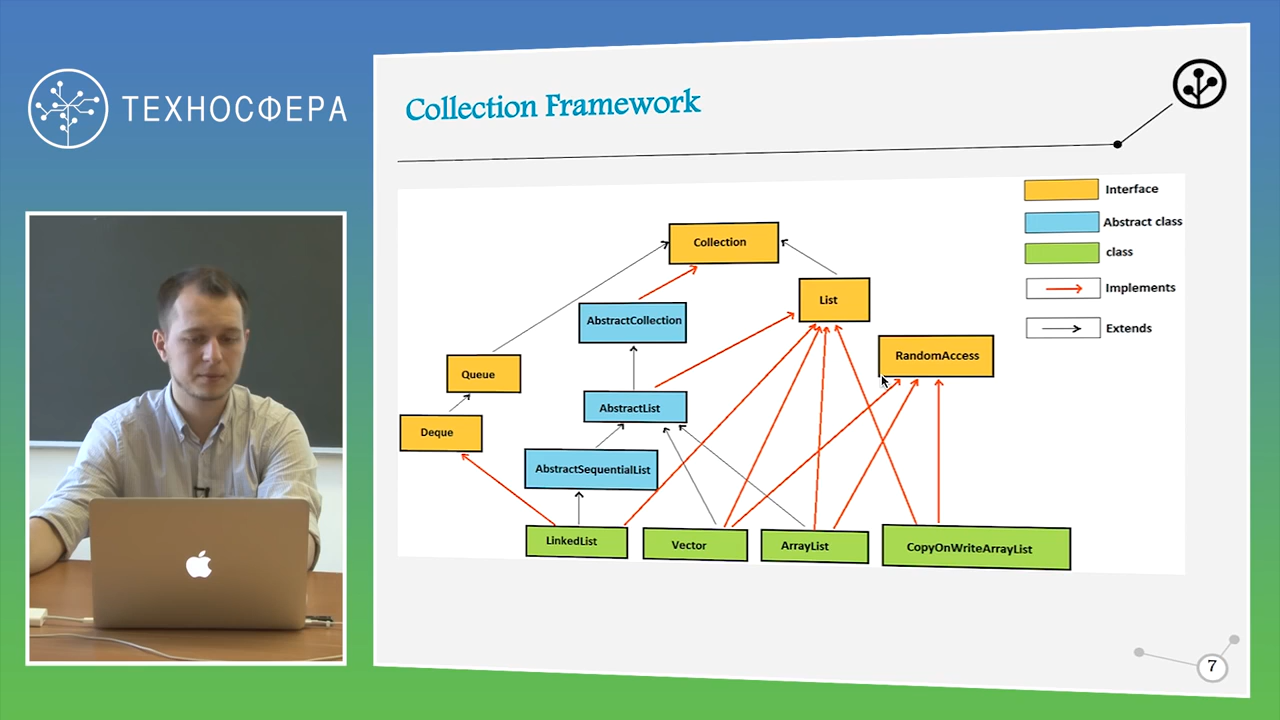 ТЕХНОСФЕРА
Collection Framework
Interface
Abstract class
class
Implements
Extends
Collection
List
AbstractCollection
RandomAccess
Queue
AbstractList
Deque
AbstractSequentialList
LinkedList
Vector
ArrayList
CopyOnWriteArrayList
7